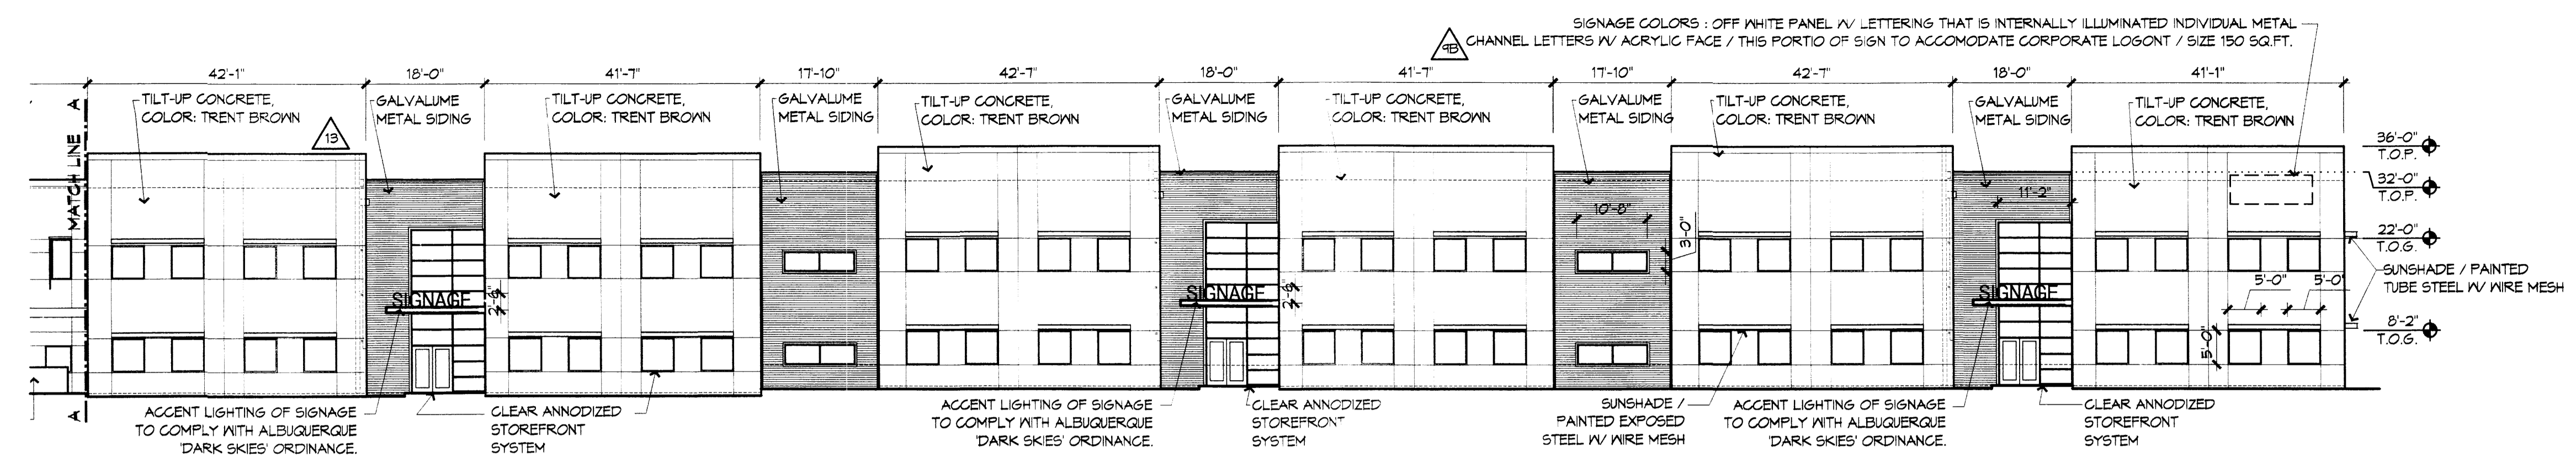 SIGNAGE COLORS : OFF WHITE PANEL W/ LETTERING THAT IS INTERNALLY ILLUMINATED INDIVIDUAL METAL
9B
CHANNEL LETTERS W/ ACRYLIC FACE / THIS PORTIO OF SIGN TO ACCOMODATE CORPORATE LOGONT / SIZE 150 SQ.FT.
42'-1" 18'-0" 41'-7" 17'-10" 42'-7" 18'-0" 41'-7" 17'-10" 42'-7" 18'-0" 41'-1"
A
MATCH LINE
A
TILT-UP CONCRETE,
COLOR: TRENT BROWN
13
GALVALUME
METAL SIDING
TILT-UP CONCRETE,
COLOR: TRENT BROWN
GALVALUME
METAL SIDING
TILT-UP CONCRETE,
COLOR: TRENT BROWN
GALVALUME
METAL SIDING
TILT-UP CONCRETE,
COLOR: TRENT BROWN
GALVALUME
METAL SIDING
TILT-UP CONCRETE,
COLOR: TRENT BROWN
GALVALUME
METAL SIDING
TILT-UP CONCRETE,
COLOR: TRENT BROWN
36'-0"
T.O.P.
32'-0"
T.O.P.
22'-0"
T.O.G.
8'-2"
T.O.G.
11'-2"
10'-8"
3'-0"
SIGNAGE
2'-6"
SIGNAGE
2'-6"
SIGNAGE
5'-0" 5'-0"
5'-0"
SUNSHADE / PAINTED
TUBE STEEL W/ WIRE MESH
ACCENT LIGHTING OF SIGNAGE
TO COMPLY WITH ALBUQUERQUE
'DARK SKIES' ORDINANCE.
CLEAR ANNODIZED
STOREFRONT
SYSTEM
ACCENT LIGHTING OF SIGNAGE
TO COMPLY WITH ALBUQUERQUE
'DARK SKIES' ORDINANCE.
CLEAR ANNODIZED
STOREFRONT
SYSTEM
SUNSHADE /
PAINTED EXPOSED
STEEL W/ WIRE MESH
ACCENT LIGHTING OF SIGNAGE
TO COMPLY WITH ALBUQUERQUE
'DARK SKIES' ORDINANCE.
CLEAR ANNODIZED
STOREFRONT
SYSTEM